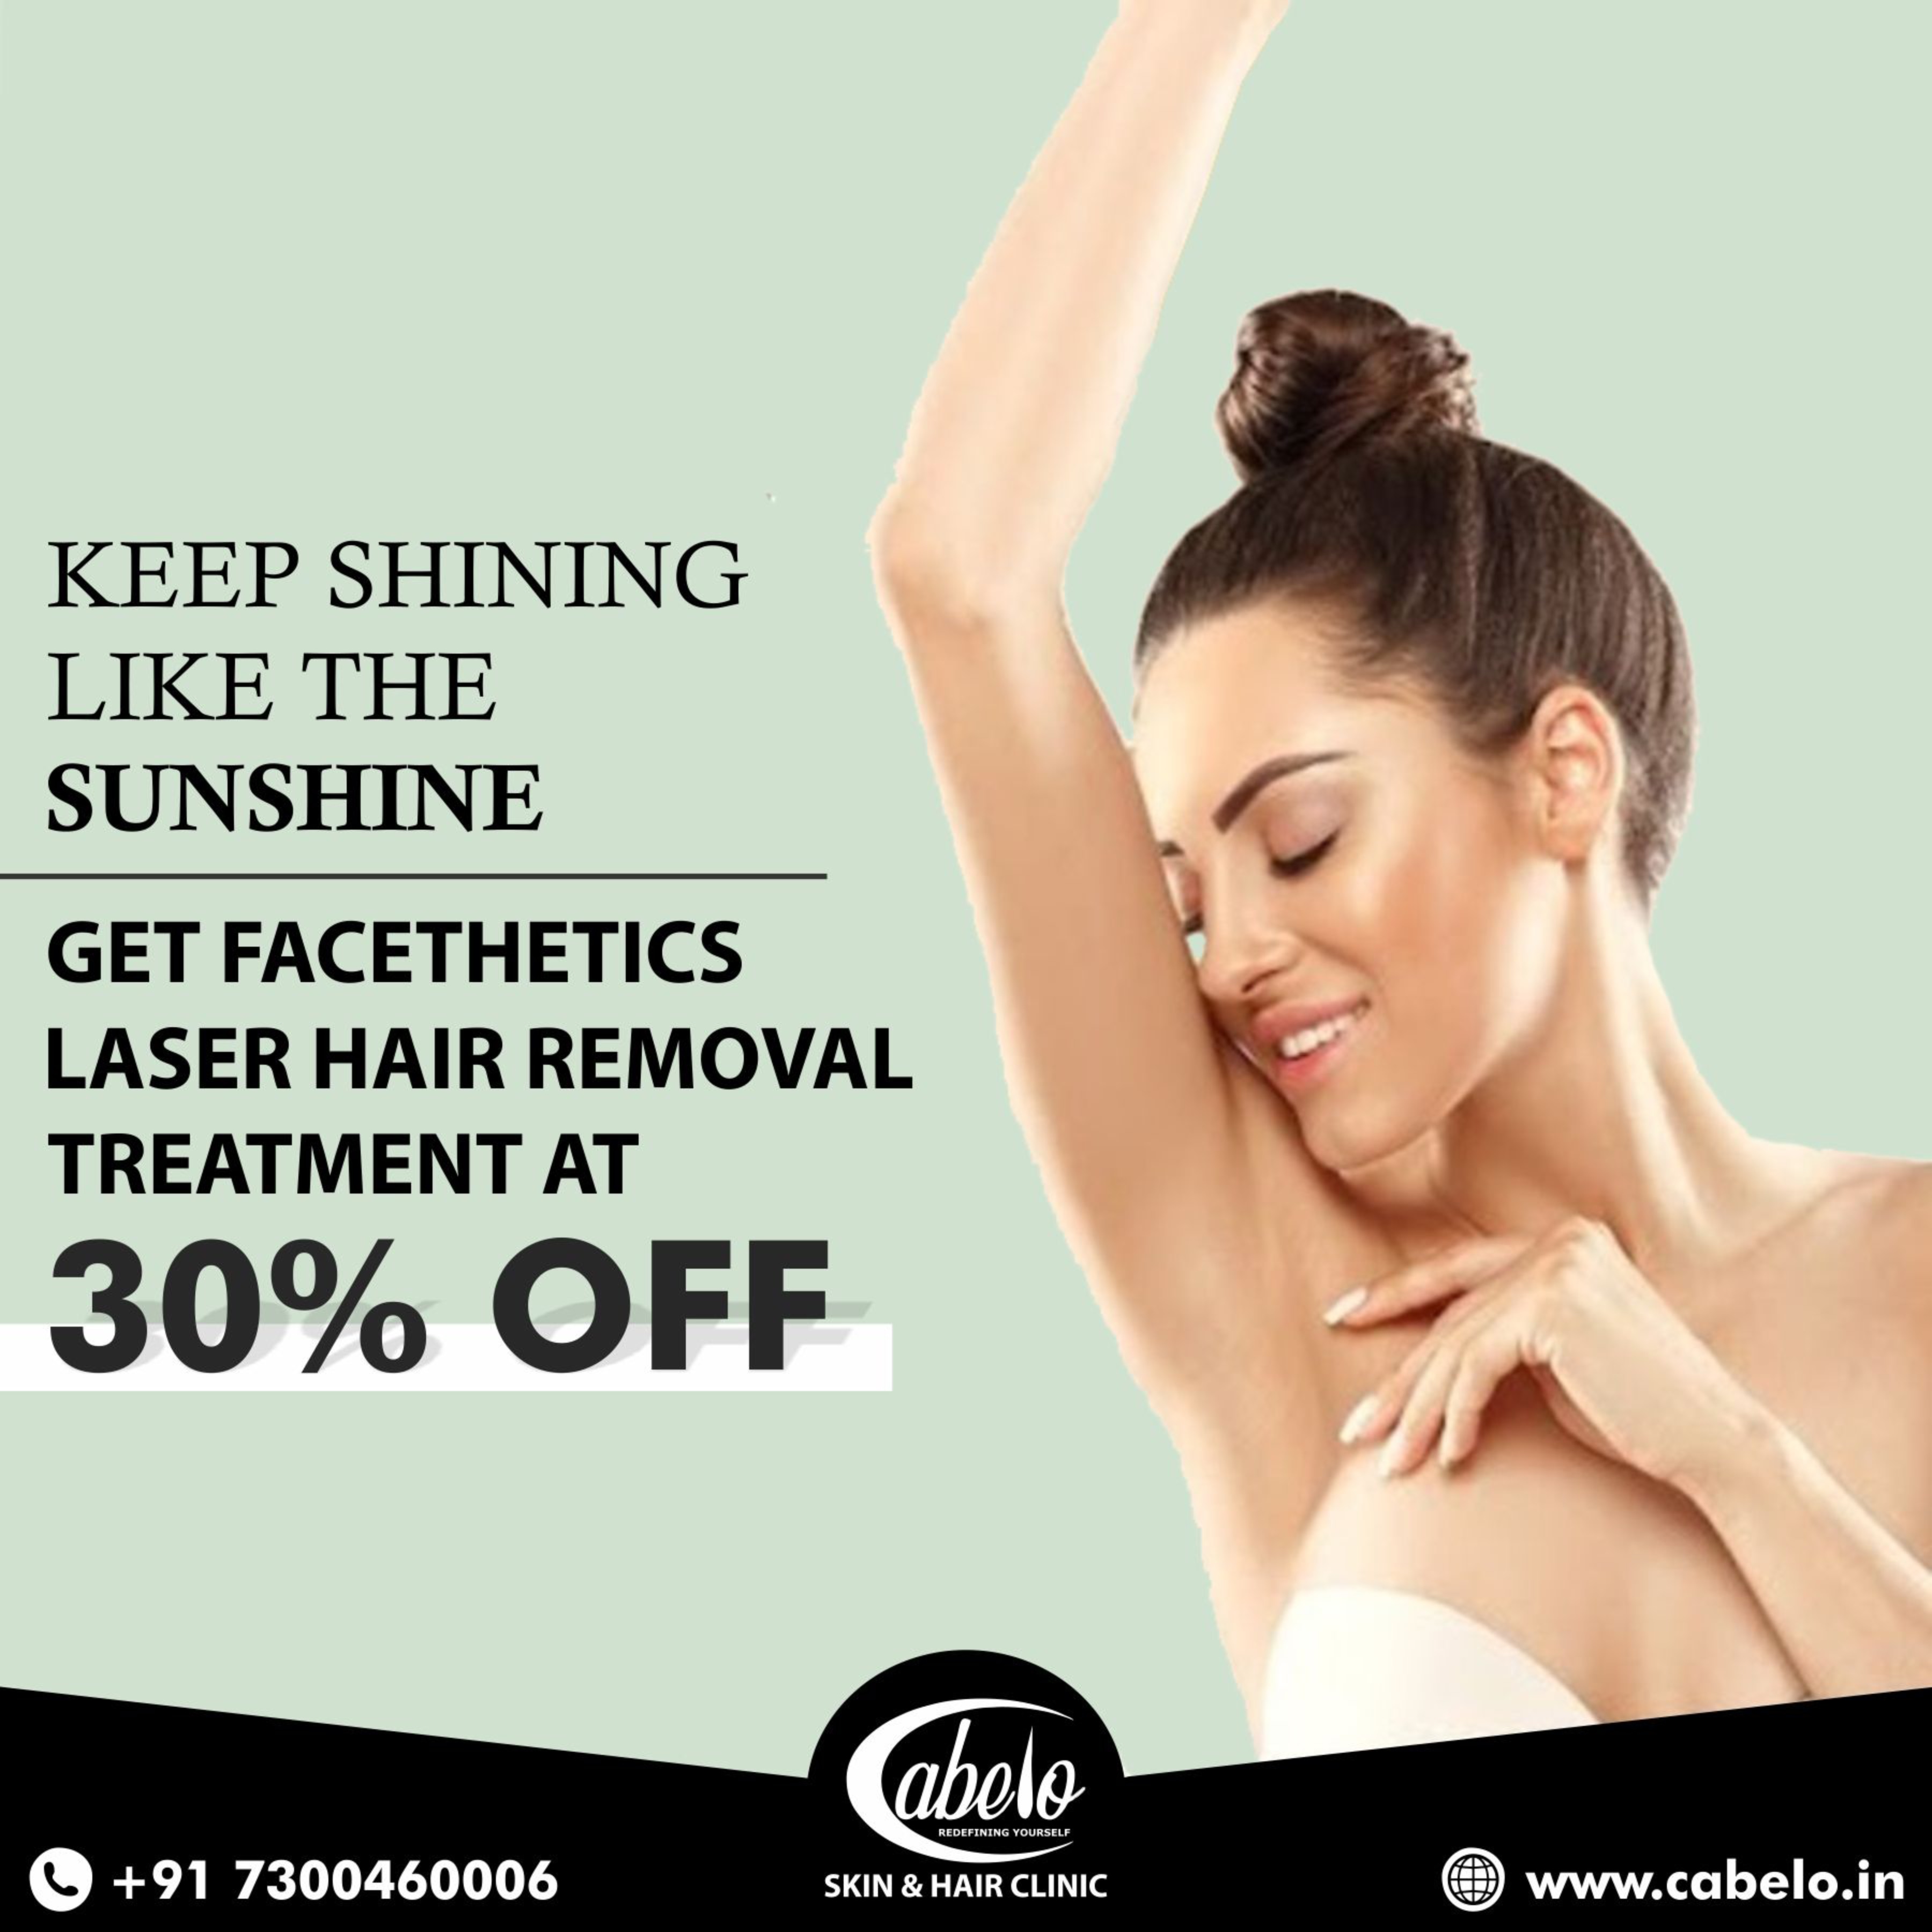 KEEP SHINING
LIKE THE
SUNSHINE
GET FACETHETICS
LASER HAIR REMOVAL
TREATMENT AT
30% OFF
Cabelo
REDEFINING YOURSELF
SKIN & HAIR CLINIC
+91 7300460006
www.cabelo.in